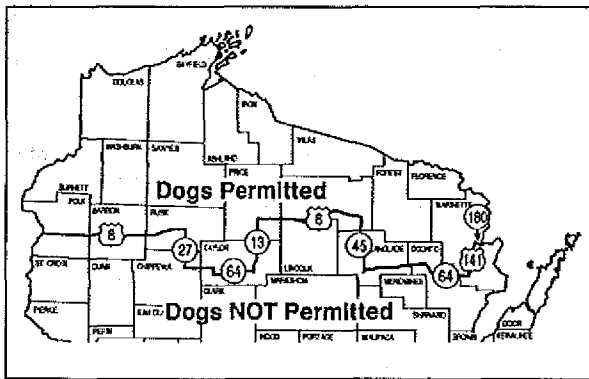 BAYFIELD
DOUGLAS
IRON
VILAS
WASHBURN
SAWYER
ASHLAND
PRICE
FOREST
FLORENCE
BURNETT
POLK
Dogs Permitted
MARINETTE
BARRON
RUSK
180
8
8
27
13
45
141
TAYLOR
LANGLADE
OCONTO
ST. CROIX
DUNN
CHIPPEWA
64
LINCOLN
64
CLARK
MARATHON
MENOMINEE
PIERCE
EAU CLAIRE
Dogs NOT Permitted
SHAWANO
DOOR
PEPIN
WOOD
PORTAGE
WAUPACA
BROWN
KEWAUNEE